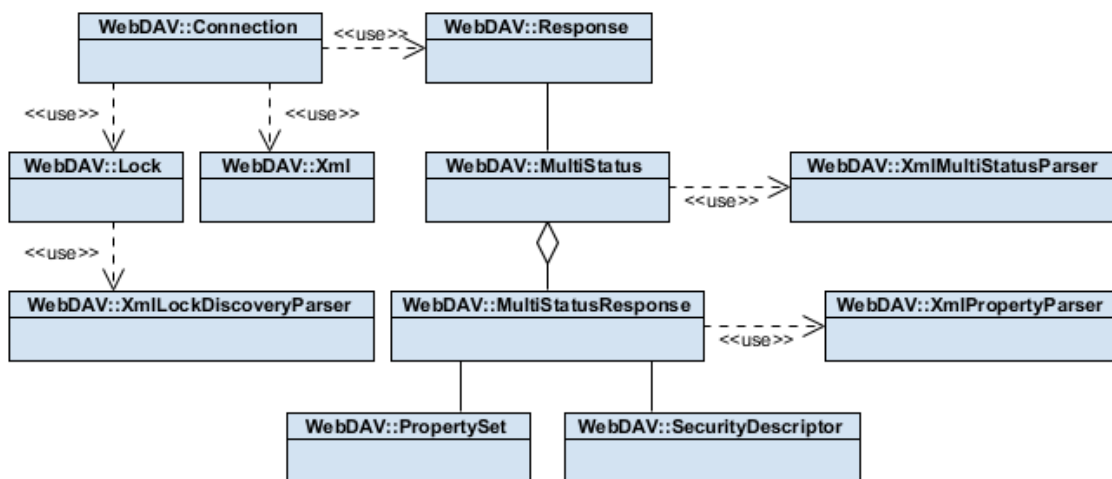 WebDAV::Connection
<<use>>
WebDAV::Response
<<use>>
<<use>>
WebDAV::Lock
WebDAV::Xml
WebDAV::MultiStatus
WebDAV::XmlMultiStatusParser
<<use>>
<<use>>
WebDAV::XmlLockDiscoveryParser
WebDAV::MultiStatusResponse
WebDAV::XmlPropertyParser
<<use>>
WebDAV::PropertySet
WebDAV::SecurityDescriptor